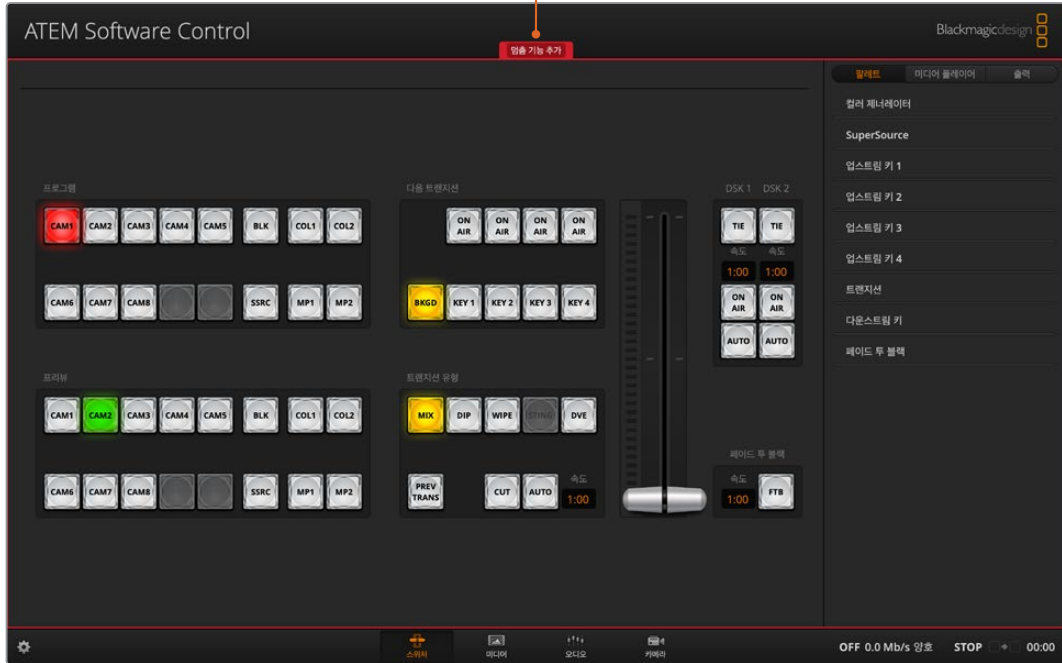 ATEM Software Control
Blackmagicdesign
멈춤 기능 추가
팔레트 미디어 플레이어 출력
컬러 제너레이터
SuperSource
업스트림 키 1
업스트림 키 2
업스트림 키 3
업스트림 키 4
트랜지션
다운스트림 키
페이드 투 블랙
프로그램
CAM1 CAM2 CAM3 CAM4 CAM5 BLK COL1 COL2
CAM6 CAM7 CAM8 SSRC MP1 MP2
다음 트랜지션
ON AIR ON AIR ON AIR ON AIR
BKGD KEY 1 KEY 2 KEY 3 KEY 4
DSK 1 DSK 2
TIE TIE
속도 속도
1:00 1:00
ON AIR ON AIR
AUTO AUTO
프리뷰
CAM1 CAM2 CAM3 CAM4 CAM5 BLK COL1 COL2
CAM6 CAM7 CAM8 SSRC MP1 MP2
트랜지션 유형
MIX DIP WIPE STING DVE
PREV TRANS CUT AUTO
속도
1:00
페이드 투 블랙
속도
1:00 FTB
스위처 미디어 오디오 카메라
OFF 0.0 Mb/s 양호 STOP 00:00